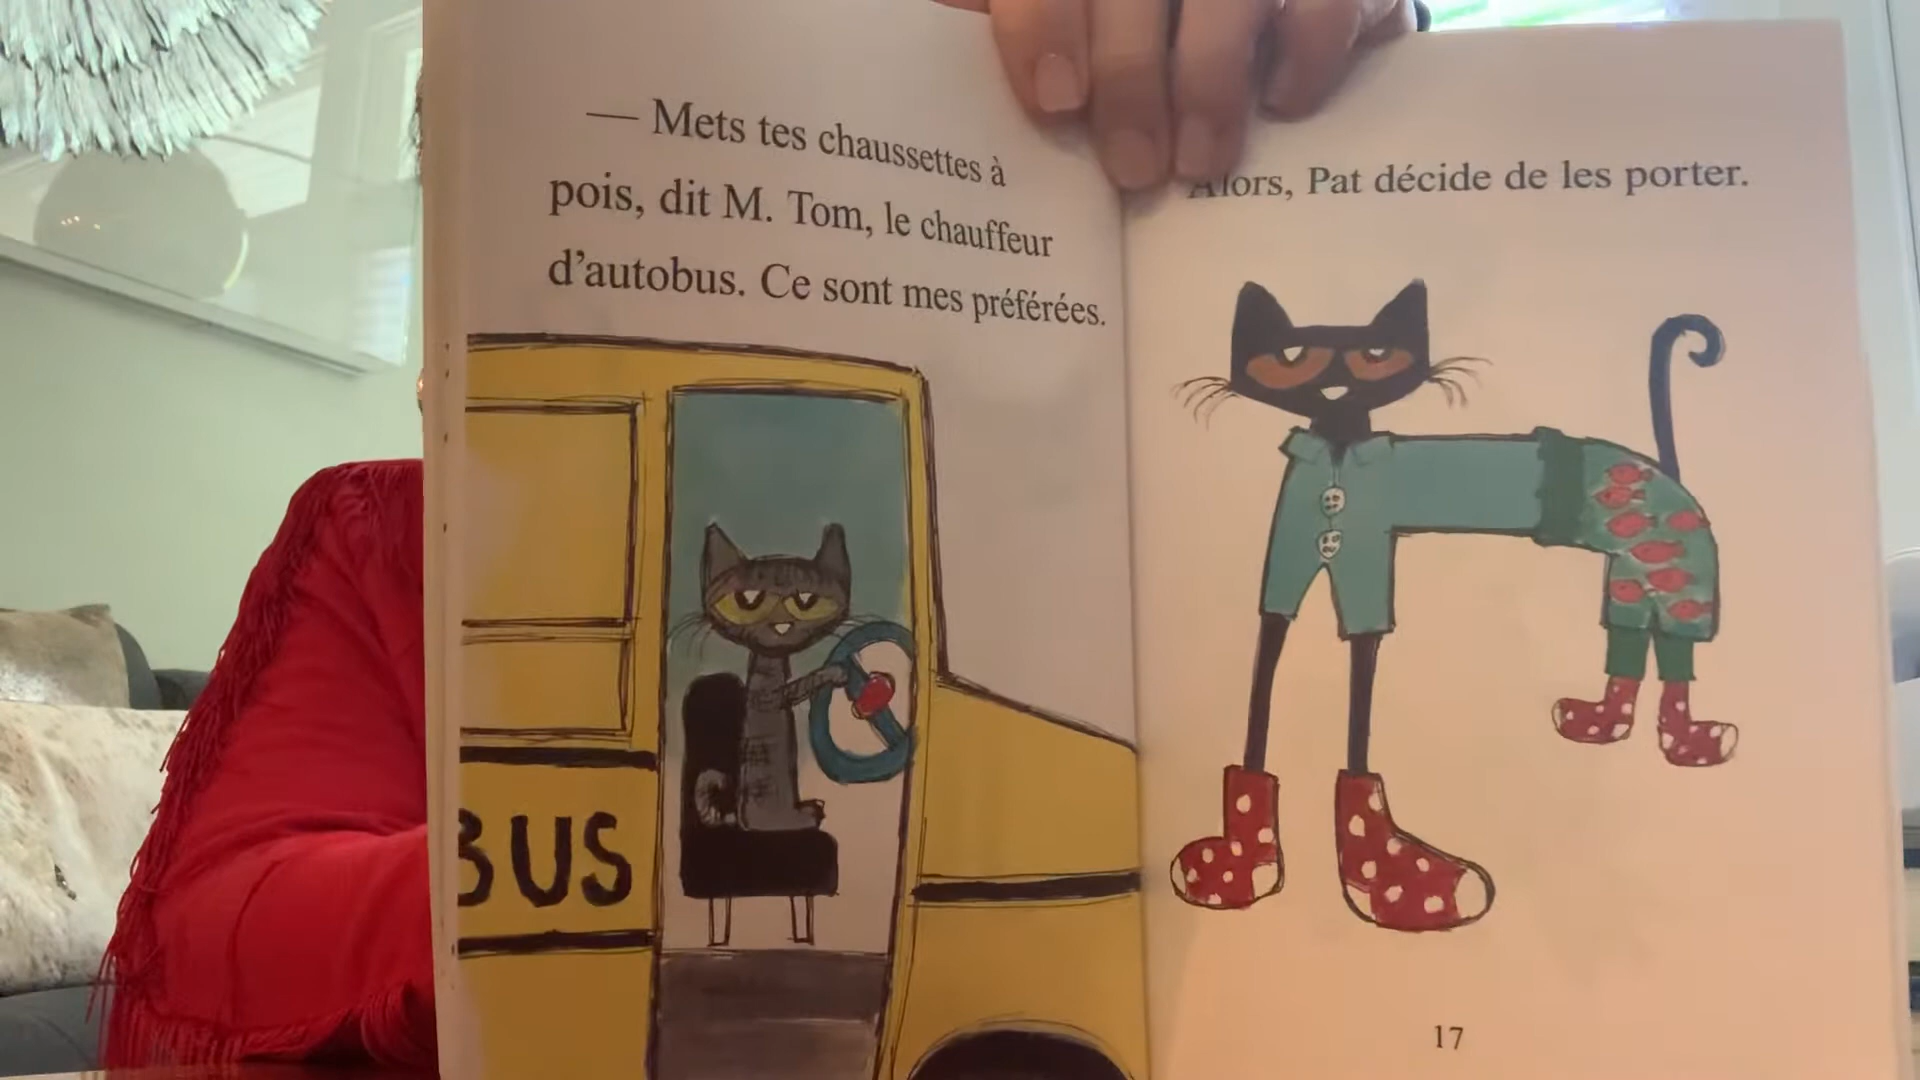 — Mets tes chaussettes à
pois, dit M. Tom, le chauffeur
d'autobus. Ce sont mes préférées.
BUS
Alors, Pat décide de les porter.
17